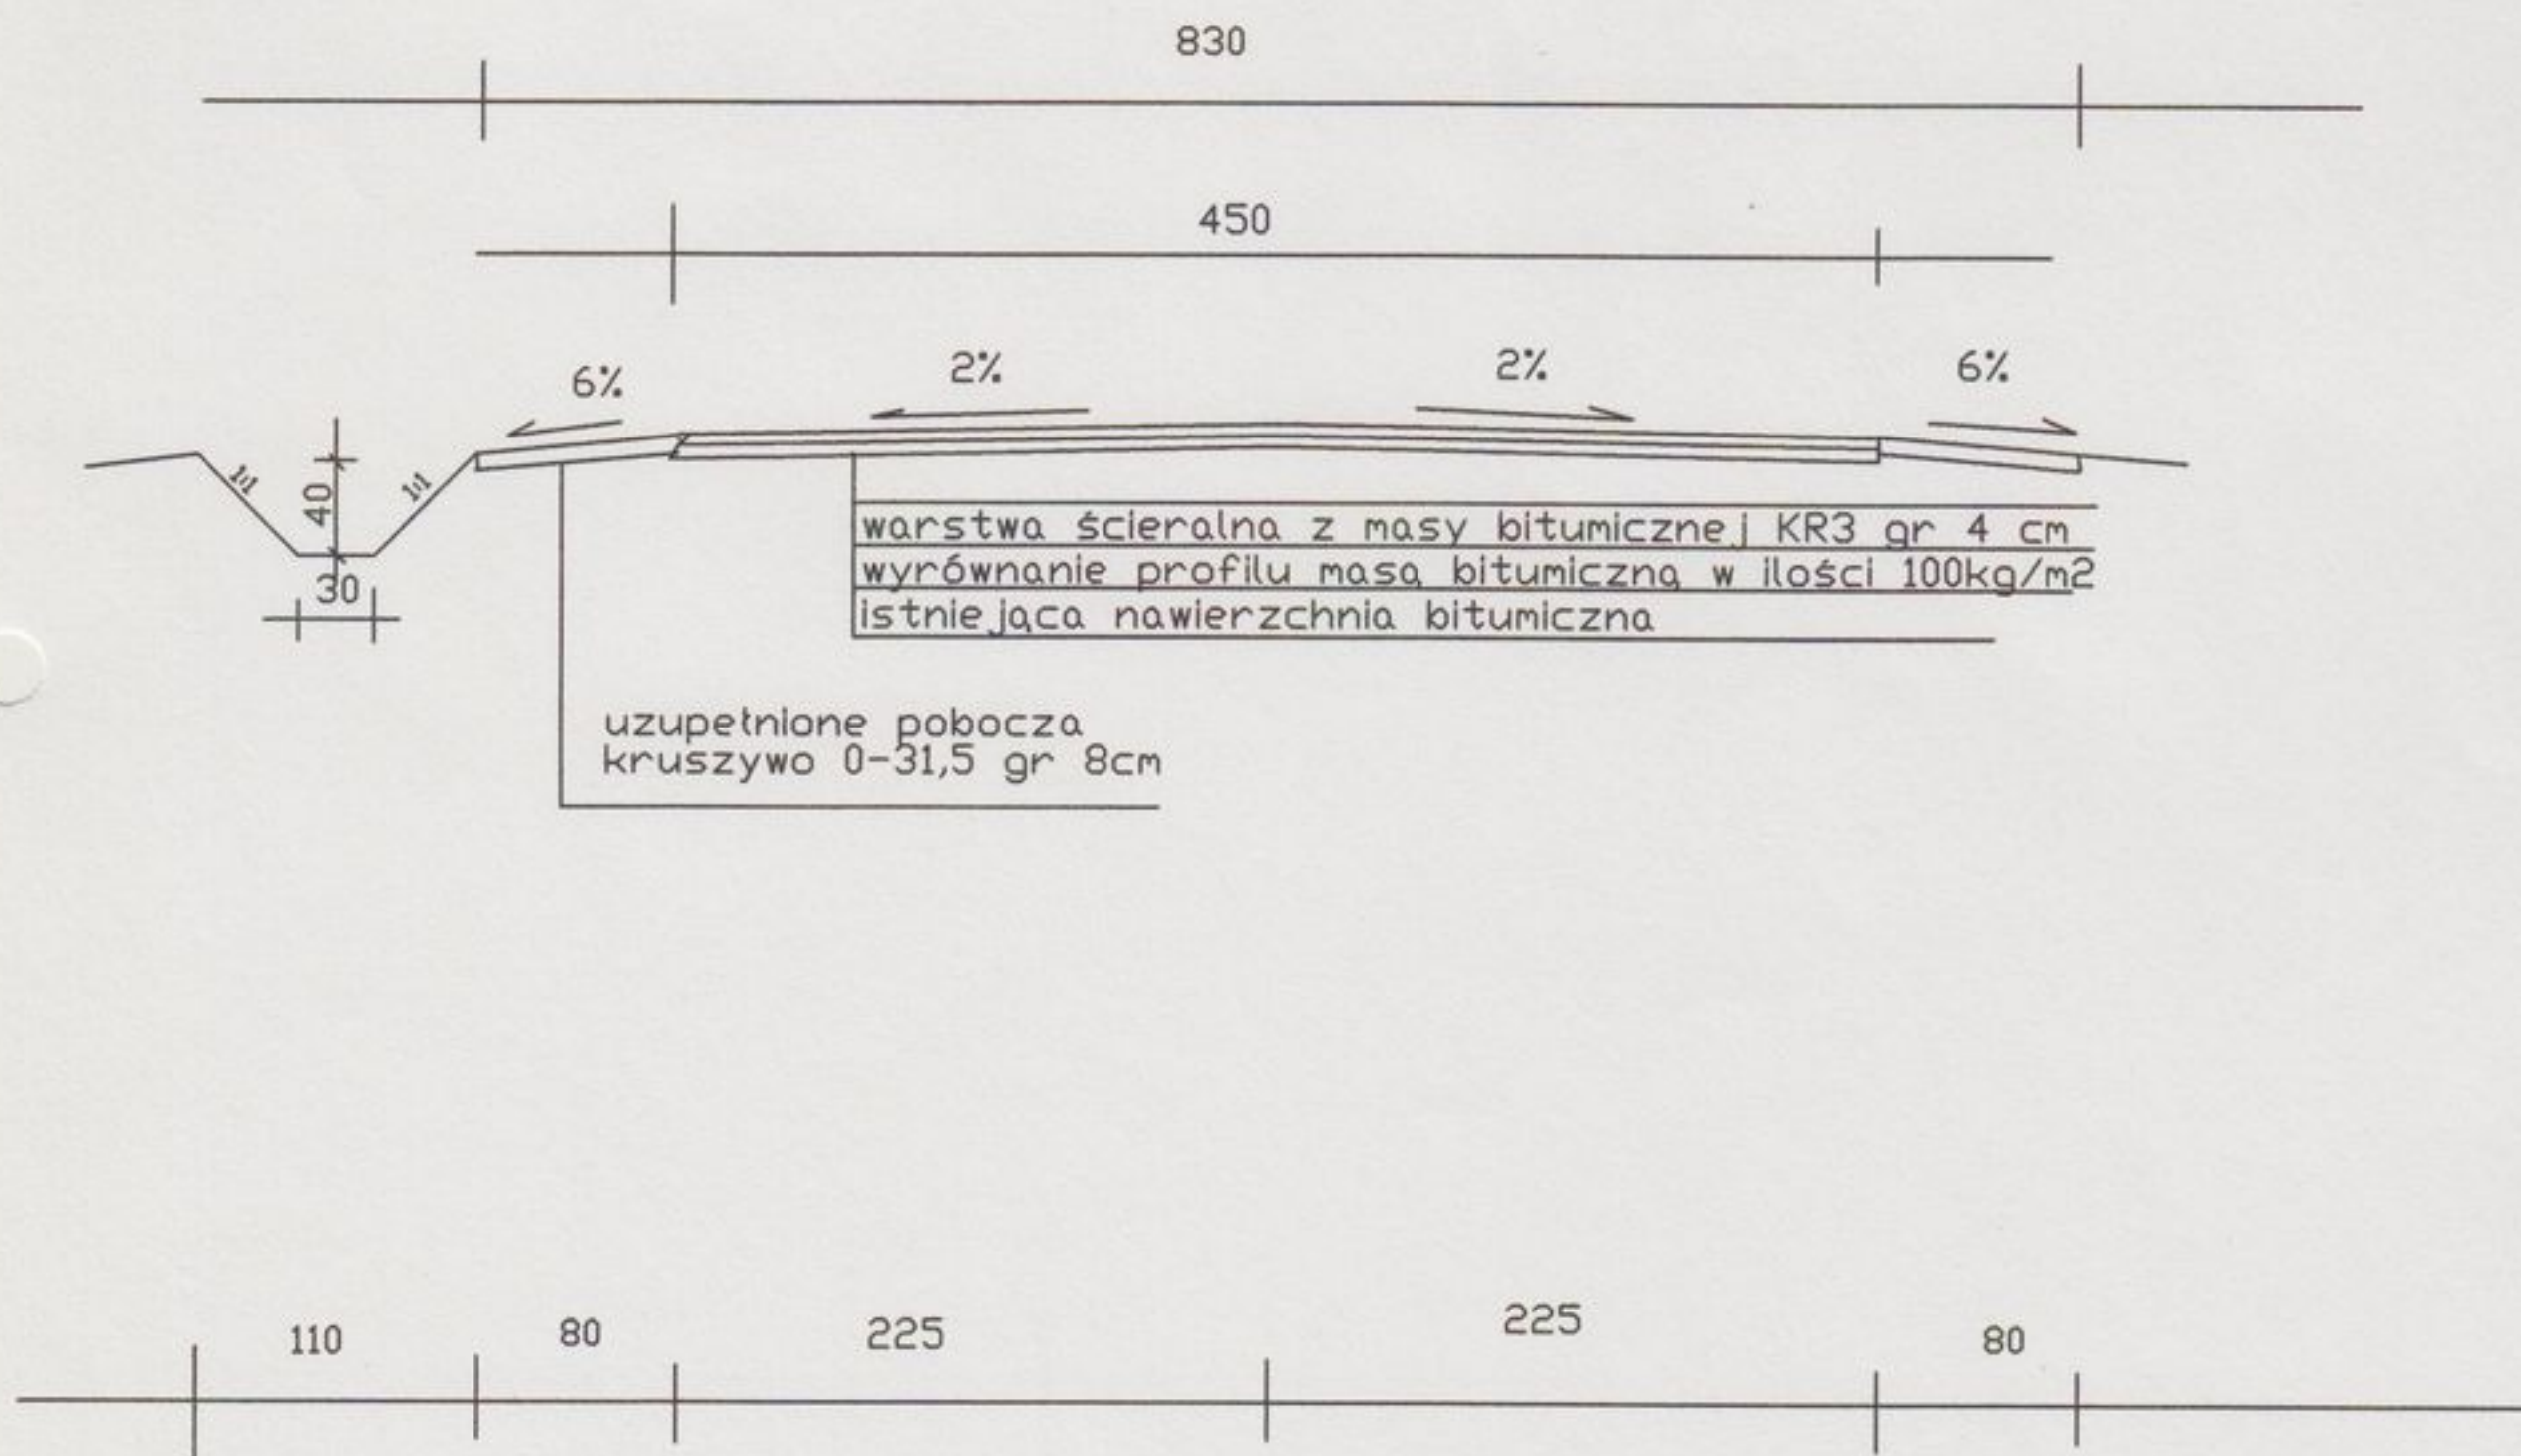 830
450
6% 2% 2% 6%
1:1 40 1:1
30
warstwa ścieralna z masy bitumicznej KR3 gr 4 cm
wyrównanie profilu masą bitumiczną w ilości 100kg/m2
istniejąca nawierzchnia bitumiczna
uzupełnione pobocza
kruszywo 0-31,5 gr 8cm
110 80 225 225 80